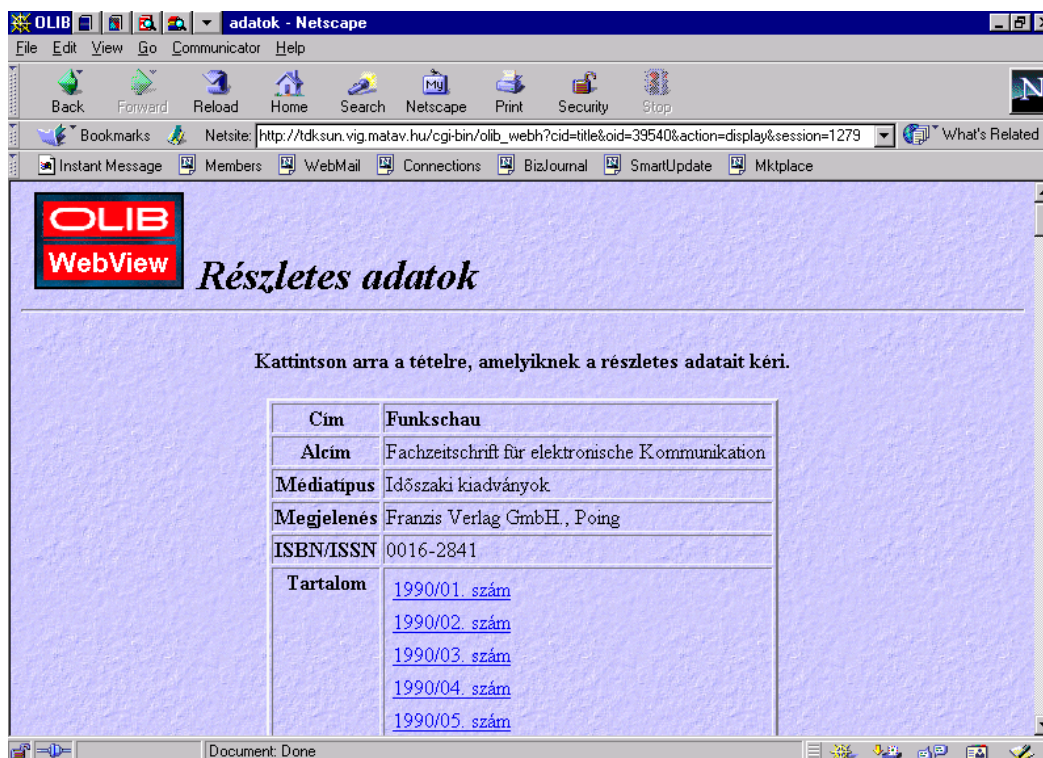 OLIB adatok - Netscape
File Edit View Go Communicator Help
Back Forward Reload Home Search Netscape Print Security Stop
My
N
Bookmarks Netsite: http://tdksun.vig.matav.hu/cgi-bin/olib_webh?cid=title&oid=39540&action=display&session=1279 What's Related
Instant Message Members WebMail Connections BizJournal SmartUpdate Mktplace
OLIB
WebView
Részletes adatok
Kattintson arra a tételre, amelyiknek a részletes adatait kéri.
Cím Funkschau
Alcím Fachzeitschrift für elektronische Kommunikation
Médiatípus Időszaki kiadványok
Megjelenés Franzis Verlag GmbH., Poing
ISBN/ISSN 0016-2841
Tartalom 1990/01. szám
1990/02. szám
1990/03. szám
1990/04. szám
1990/05. szám
Document: Done